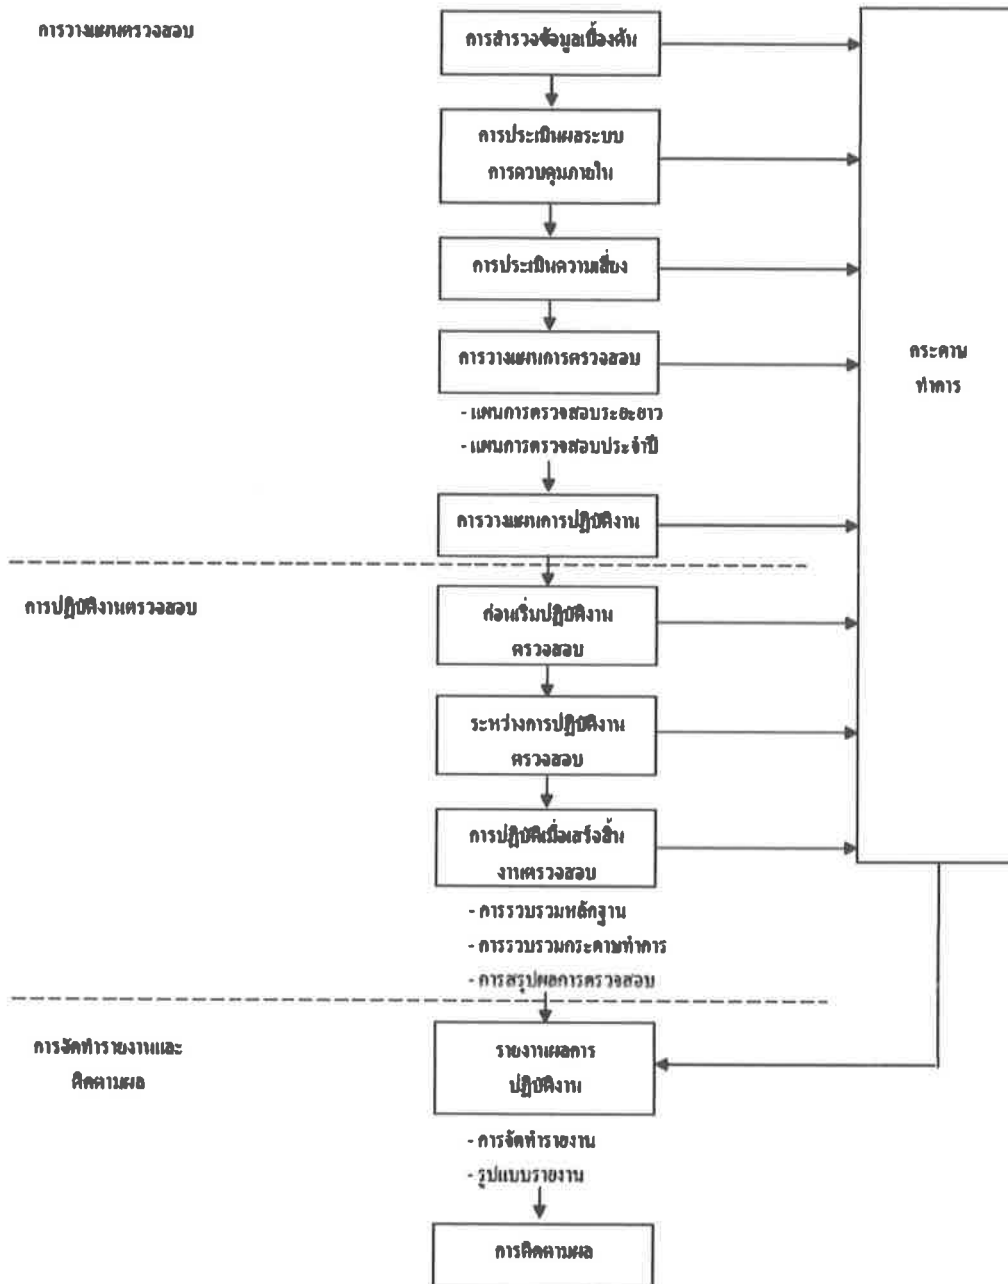 การวางแผนตรวจสอบ
การสำรวจข้อมูลเบื้องต้น
การประเมินผลระบบ
การควบคุมภายใน
การประเมินความเสี่ยง
การวางแผนการตรวจสอบ
- แผนการตรวจสอบระยะยาว
- แผนการตรวจสอบประจำปี
การวางแผนการปฏิบัติงาน
กระดาษ
ทำการ
การปฏิบัติงานตรวจสอบ
ก่อนเริ่มปฏิบัติงาน
ตรวจสอบ
ระหว่างการปฏิบัติงาน
ตรวจสอบ
การปฏิบัติเมื่อเสร็จสิ้น
งานตรวจสอบ
- การรวบรวมหลักฐาน
- การรวบรวมกระดาษทำการ
- การสรุปผลการตรวจสอบ
การจัดทำรายงานและ
ติดตามผล
รายงานผลการ
ปฏิบัติงาน
- การจัดทำรายงาน
- รูปแบบรายงาน
การติดตามผล